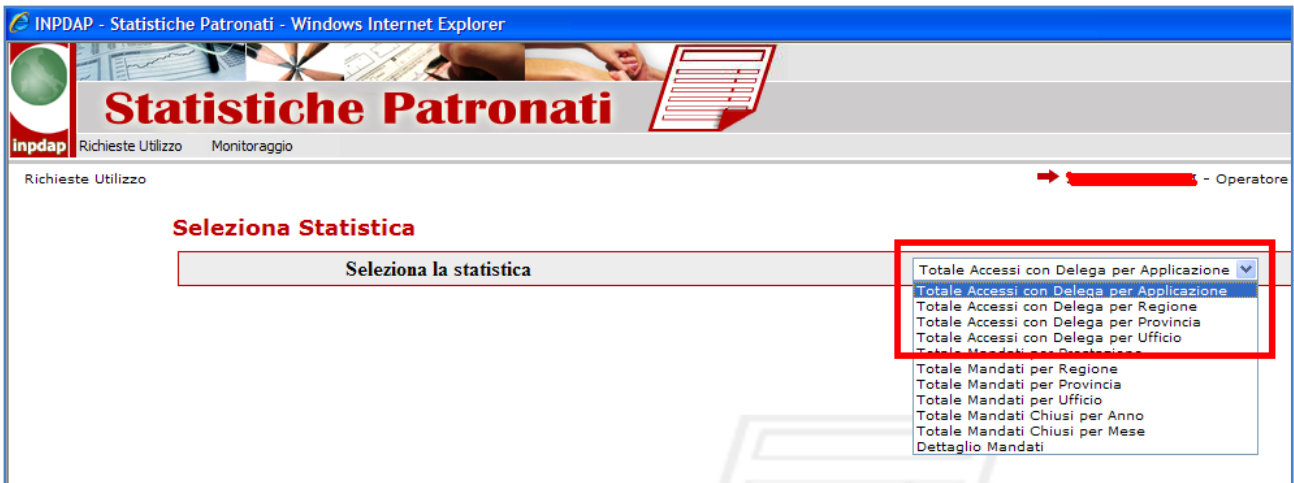 INPDAP - Statistiche Patronati - Windows Internet Explorer
Statistiche Patronati
inpdap Richieste Utilizzo Monitoraggio
Richieste Utilizzo - Operatore
Seleziona Statistica
Seleziona la statistica Totale Accessi con Delega per Applicazione
Totale Accessi con Delega per Applicazione
Totale Accessi con Delega per Regione
Totale Accessi con Delega per Provincia
Totale Accessi con Delega per Ufficio
Totale Mandati per Prestazione
Totale Mandati per Regione
Totale Mandati per Provincia
Totale Mandati per Ufficio
Totale Mandati Chiusi per Anno
Totale Mandati Chiusi per Mese
Dettaglio Mandati